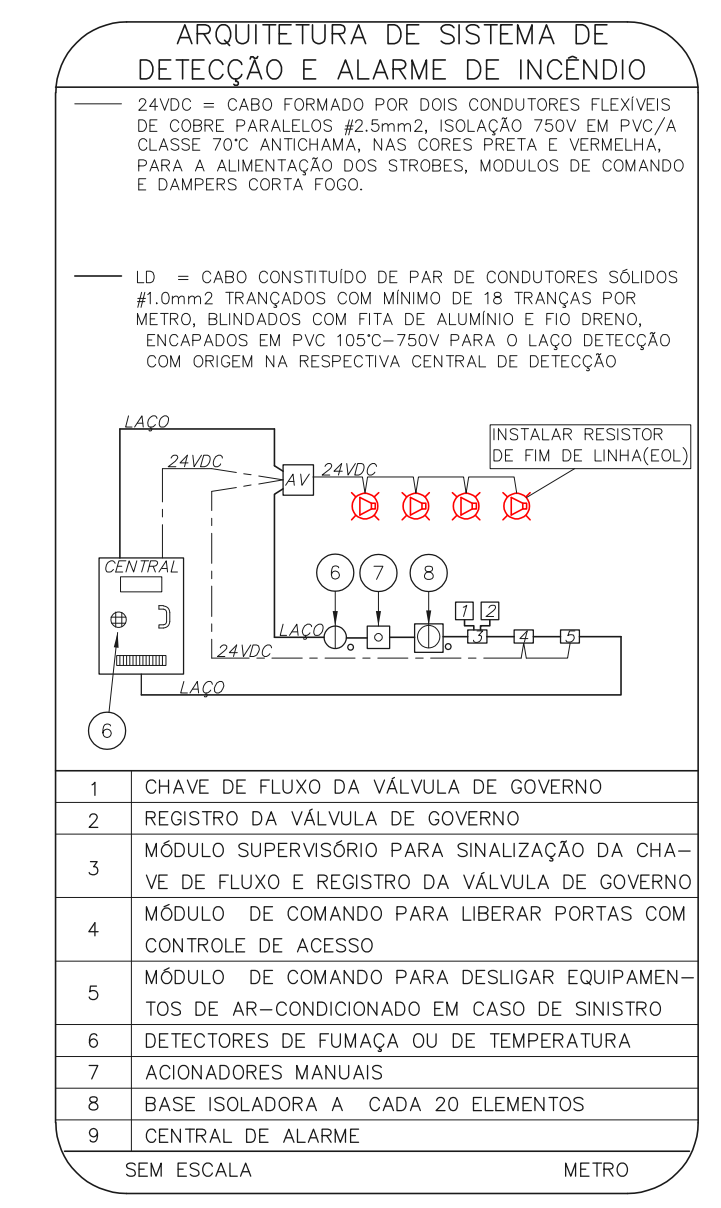 ARQUITETURA DE SISTEMA DE
DETECÇÃO E ALARME DE INCÊNDIO
24VDC = CABO FORMADO POR DOIS CONDUTORES FLEXÍVEIS
DE COBRE PARALELOS #2.5mm2, ISOLAÇÃO 750V EM PVC/A
CLASSE 70°C ANTICHAMA, NAS CORES PRETA E VERMELHA,
PARA A ALIMENTAÇÃO DOS STROBES, MODULOS DE COMANDO
E DAMPERS CORTA FOGO.
LD = CABO CONSTITUÍDO DE PAR DE CONDUTORES SÓLIDOS
#1.0mm2 TRANÇADOS COM MÍNIMO DE 18 TRANÇAS POR
METRO, BLINDADOS COM FITA DE ALUMÍNIO E FIO DRENO,
ENCAPADOS EM PVC 105°C-750V PARA O LAÇO DETECÇÃO
COM ORIGEM NA RESPECTIVA CENTRAL DE DETECÇÃO
LAÇO
INSTALAR RESISTOR
DE FIM DE LINHA(EOL)
24VDC
AV
24VDC
CENTRAL
6
7
8
1
2
LAÇO
3
4
5
24VDC
LAÇO
6
1 CHAVE DE FLUXO DA VÁLVULA DE GOVERNO
2 REGISTRO DA VÁLVULA DE GOVERNO
3 MÓDULO SUPERVISÓRIO PARA SINALIZAÇÃO DA CHA-
VE DE FLUXO E REGISTRO DA VÁLVULA DE GOVERNO
4 MÓDULO DE COMANDO PARA LIBERAR PORTAS COM
CONTROLE DE ACESSO
5 MÓDULO DE COMANDO PARA DESLIGAR EQUIPAMEN-
TOS DE AR-CONDICIONADO EM CASO DE SINISTRO
6 DETECTORES DE FUMAÇA OU DE TEMPERATURA
7 ACIONADORES MANUAIS
8 BASE ISOLADORA A CADA 20 ELEMENTOS
9 CENTRAL DE ALARME
SEM ESCALA METRO